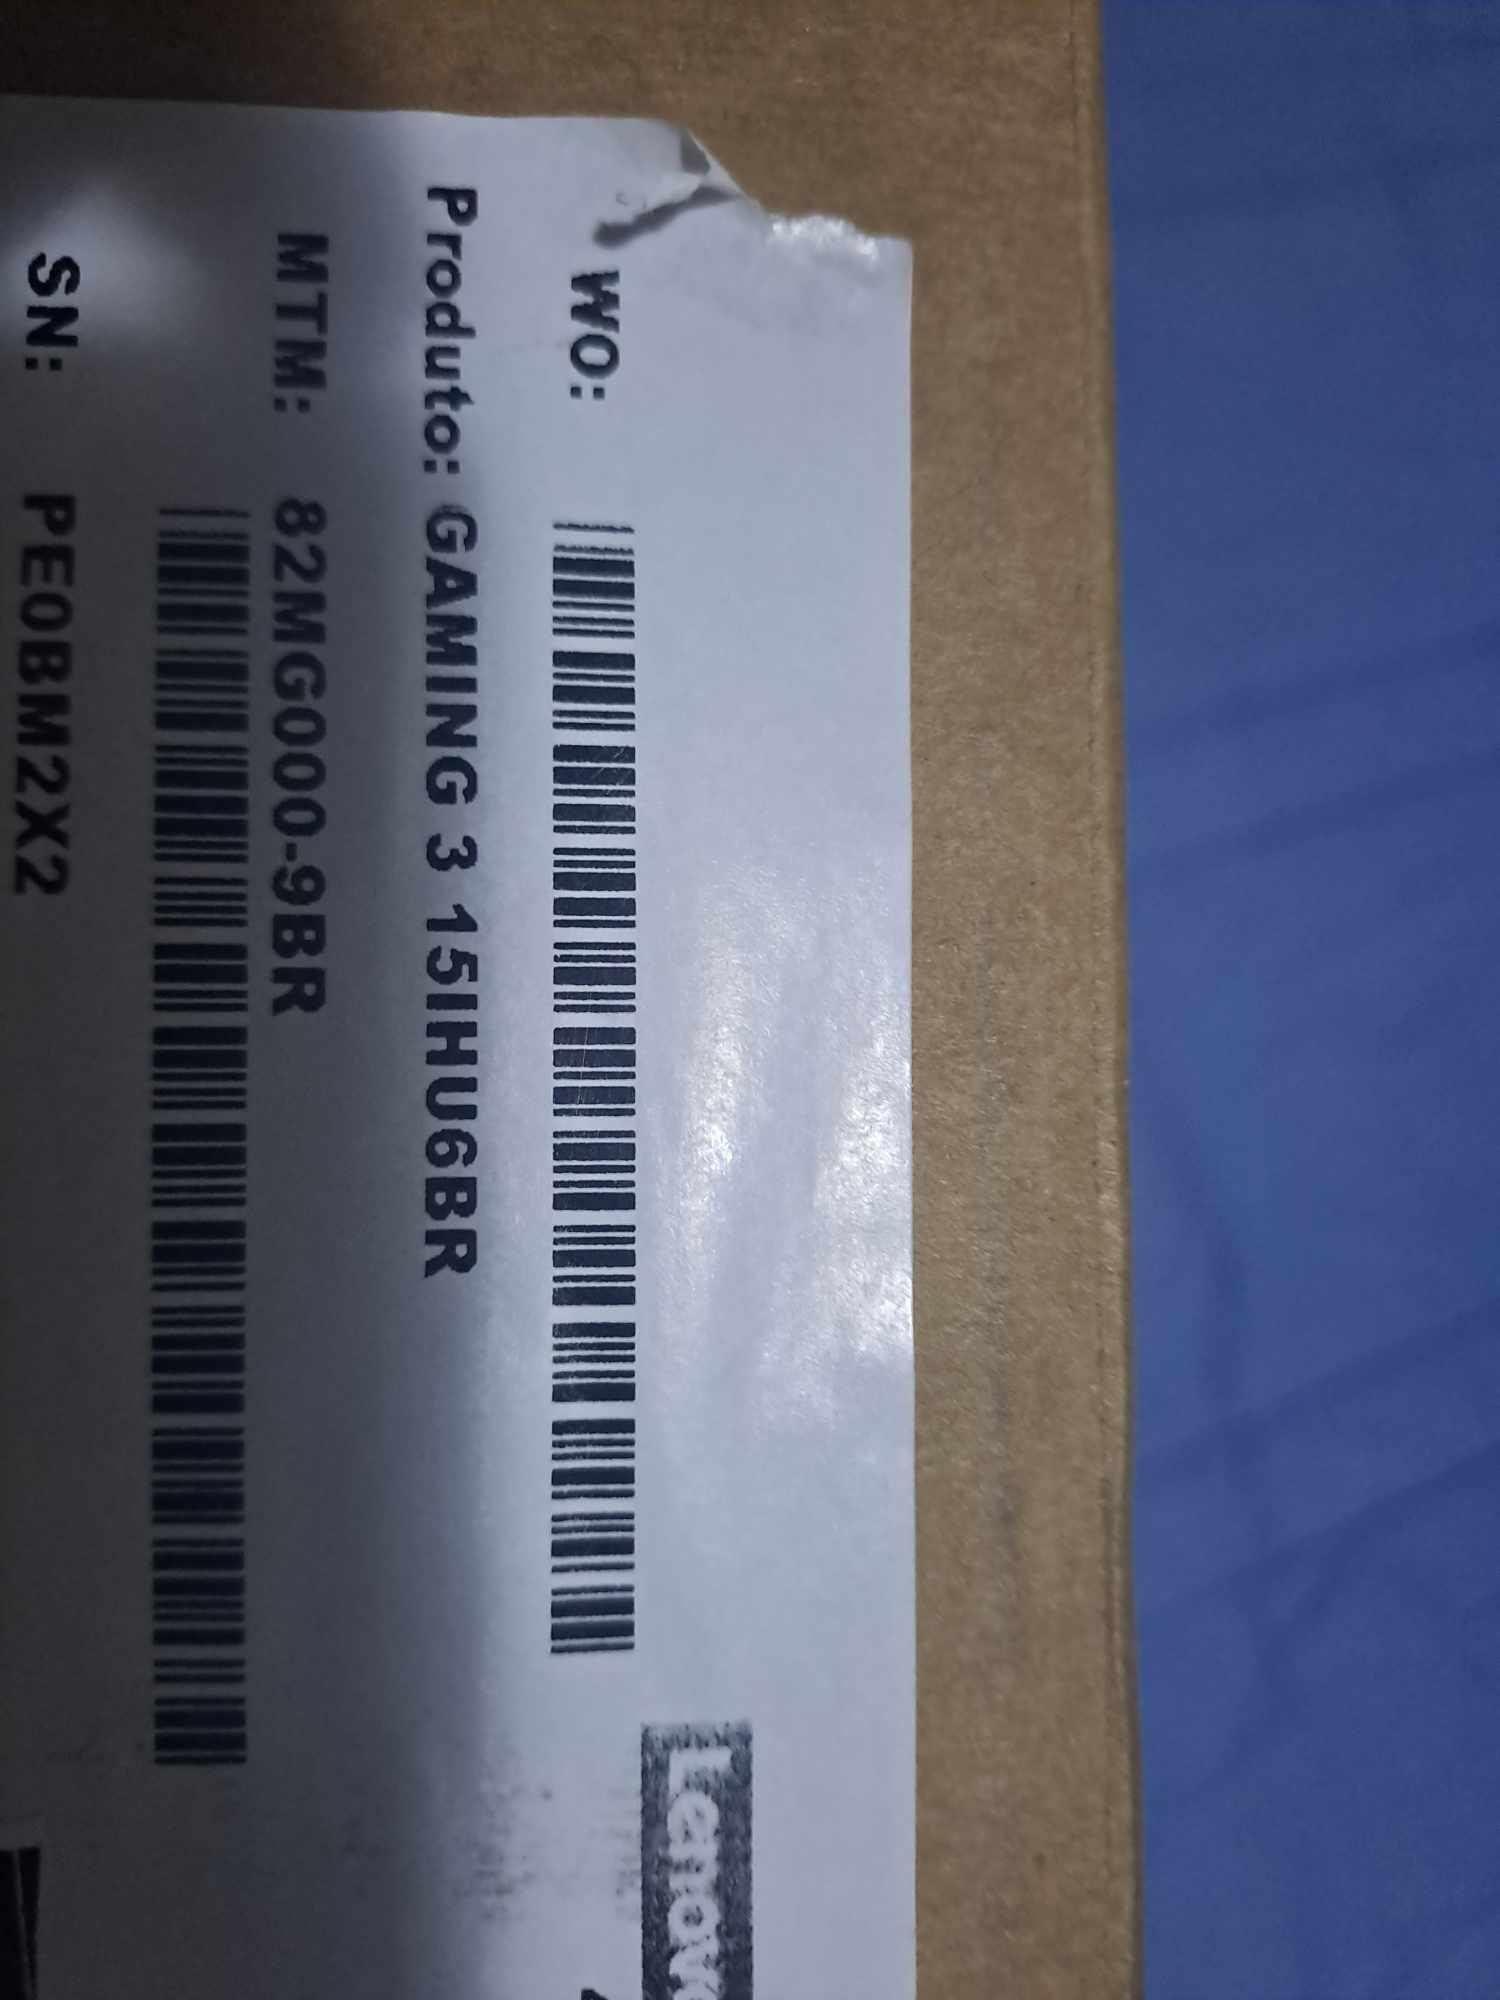 Lenovo
WO:
Produto: GAMING 3 15IHU6BR
MTM: 82MG000-9BR
SN: PE0BM2X2